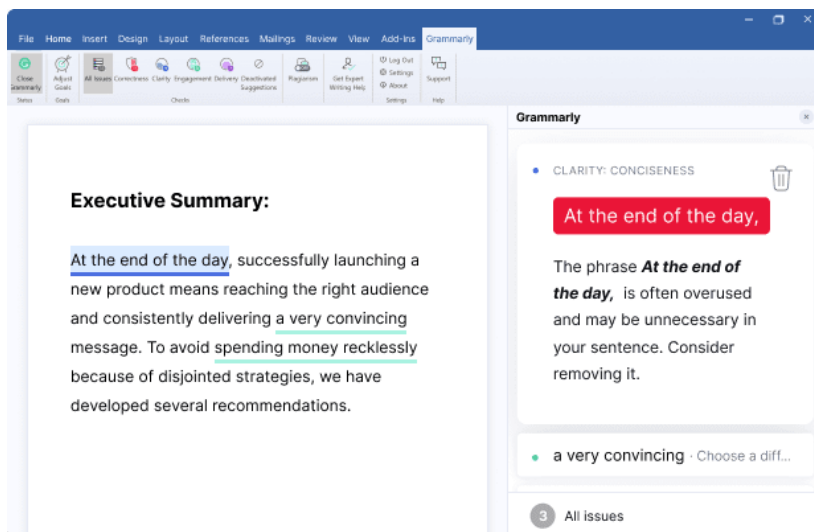 File Home Insert Design Layout References Mailings Review View Add-Ins Grammarly
Close Grammarly
Status
Adjust Goals
Goals
All Issues Correctness Clarity Engagement Delivery Deactivated Suggestions
Checks
Plagiarism
Get Expert Writing Help
Log Out
Settings
About
Settings
Support
Help
Grammarly
Executive Summary:
At the end of the day, successfully launching a
new product means reaching the right audience
and consistently delivering a very convincing
message. To avoid spending money recklessly
because of disjointed strategies, we have
developed several recommendations.
CLARITY: CONCISENESS
At the end of the day,
The phrase At the end of
the day, is often overused
and may be unnecessary in
your sentence. Consider
removing it.
a very convincing · Choose a diff...
3 All issues